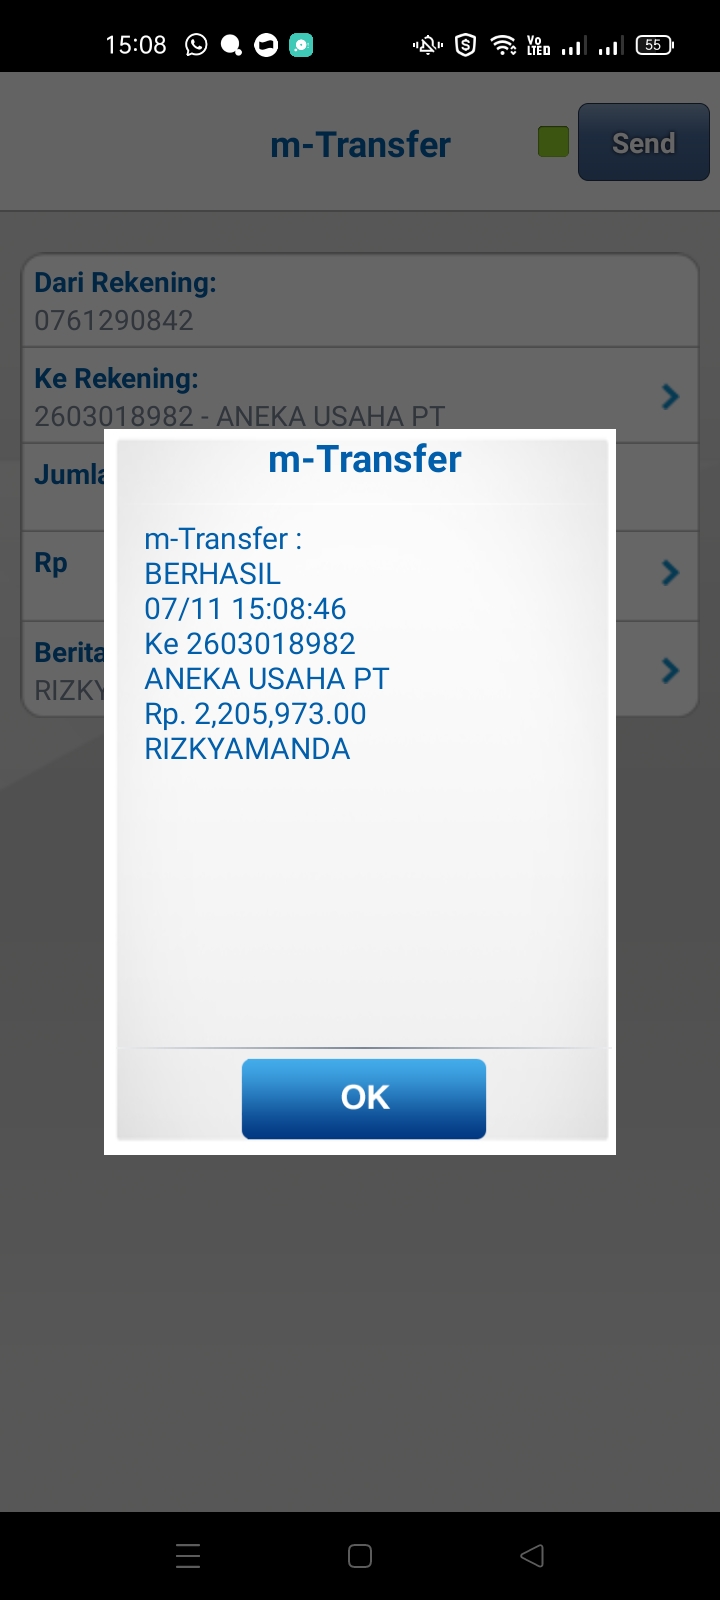 15:08
Vo
LTED
55
m-Transfer
Send
Dari Rekening:
0761290842
Ke Rekening:
2603018982 - ANEKA USAHA PT
Jumla
Rp
Berita
RIZKY
m-Transfer
m-Transfer :
BERHASIL
07/11 15:08:46
Ke 2603018982
ANEKA USAHA PT
Rp. 2,205,973.00
RIZKYAMANDA
OK